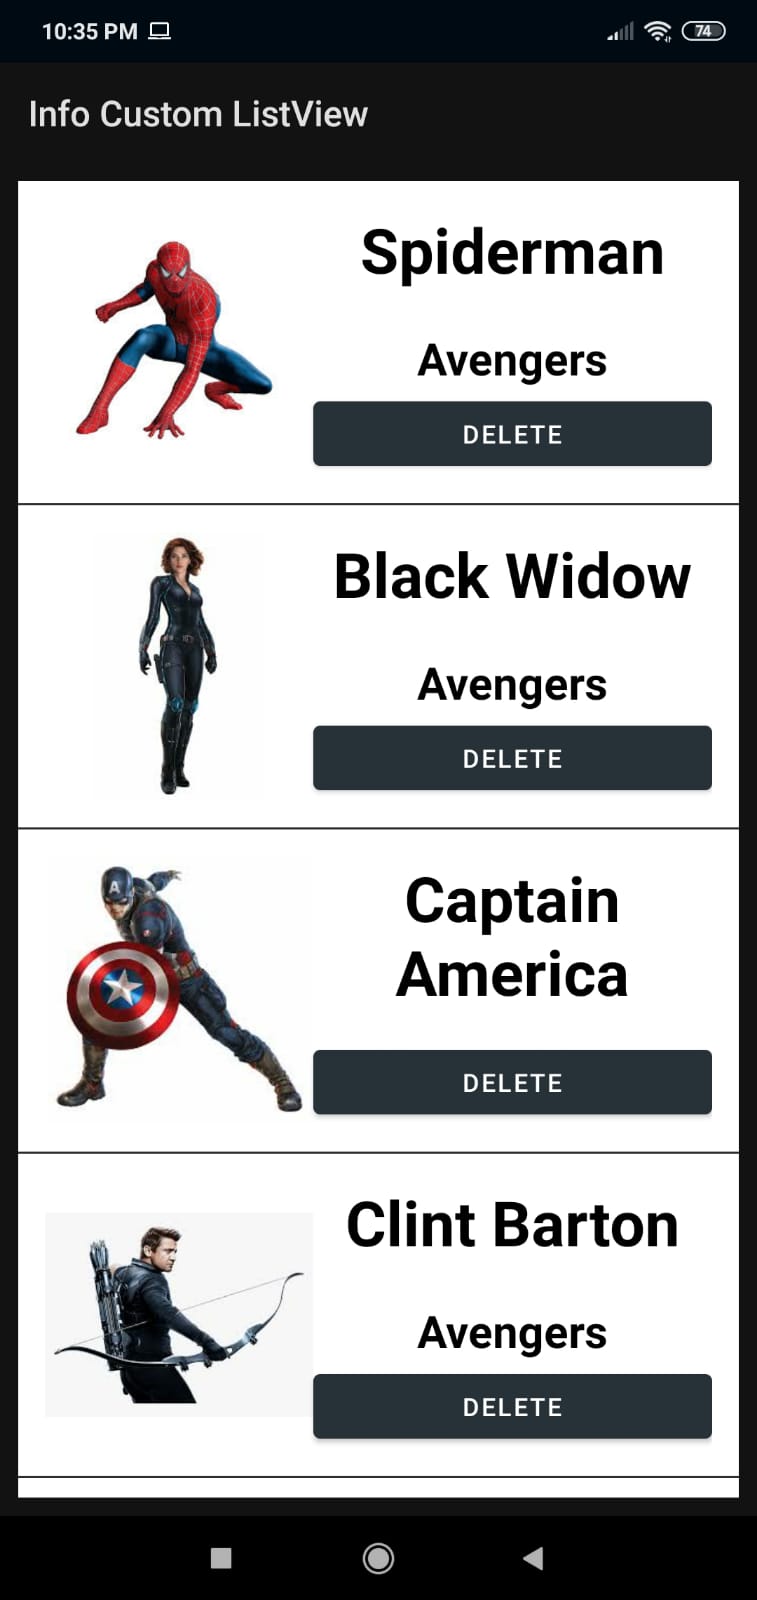 10:35 PM
74
Info Custom ListView
Spiderman
Avengers
DELETE
Black Widow
Avengers
DELETE
A
Captain
America
DELETE
Clint Barton
Avengers
DELETE